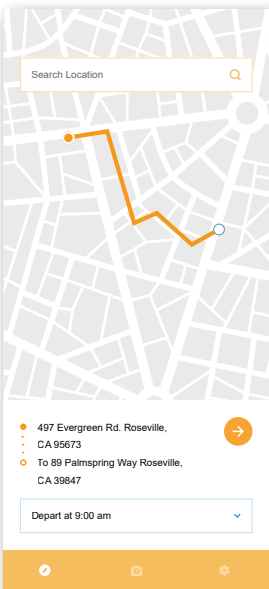 Search Location
497 Evergreen Rd. Roseville,
CA 95673
To 89 Palmspring Way Roseville,
CA 39847
Depart at 9:00 am